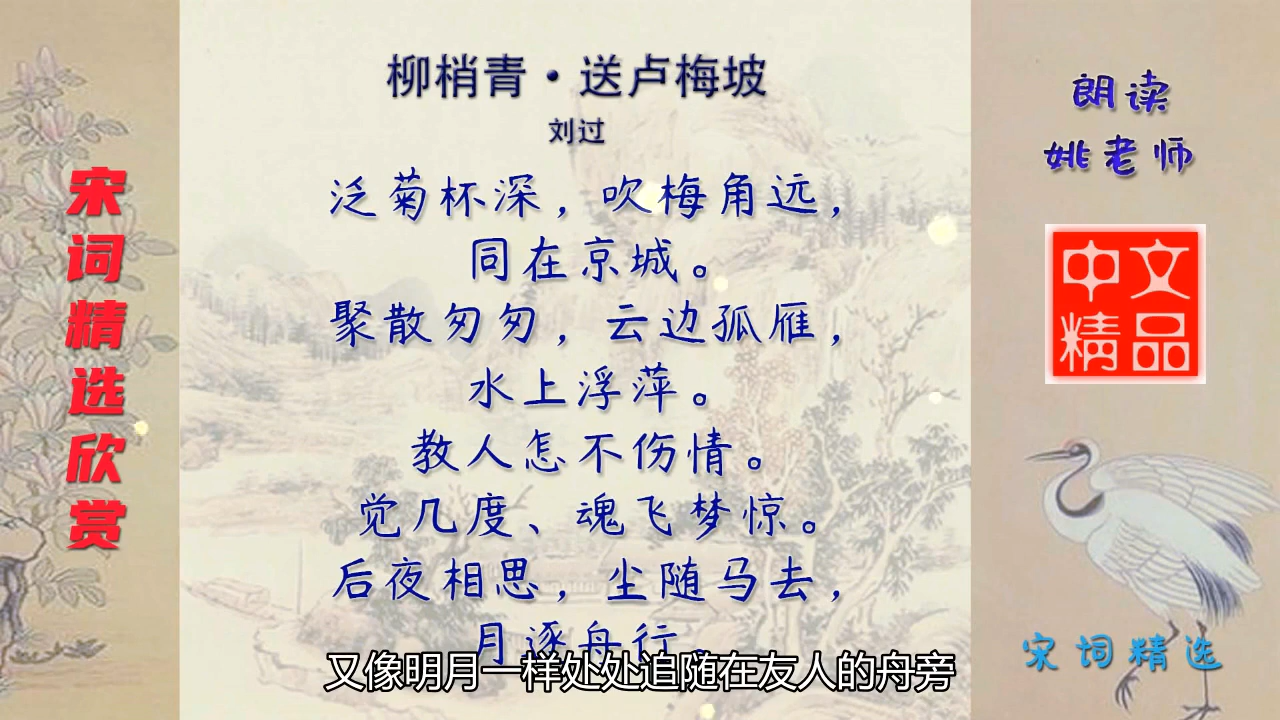 柳梢青·送卢梅坡
刘过
泛菊杯深，吹梅角远，
同在京城。
聚散匆匆，云边孤雁，
水上浮萍。
教人怎不伤情。
觉几度、魂飞梦惊。
后夜相思，尘随马去，
月逐舟行。
又像明月一样处处追随在友人的舟旁
宋词精选欣赏
朗读
姚老师
中文
精品
宋词精选